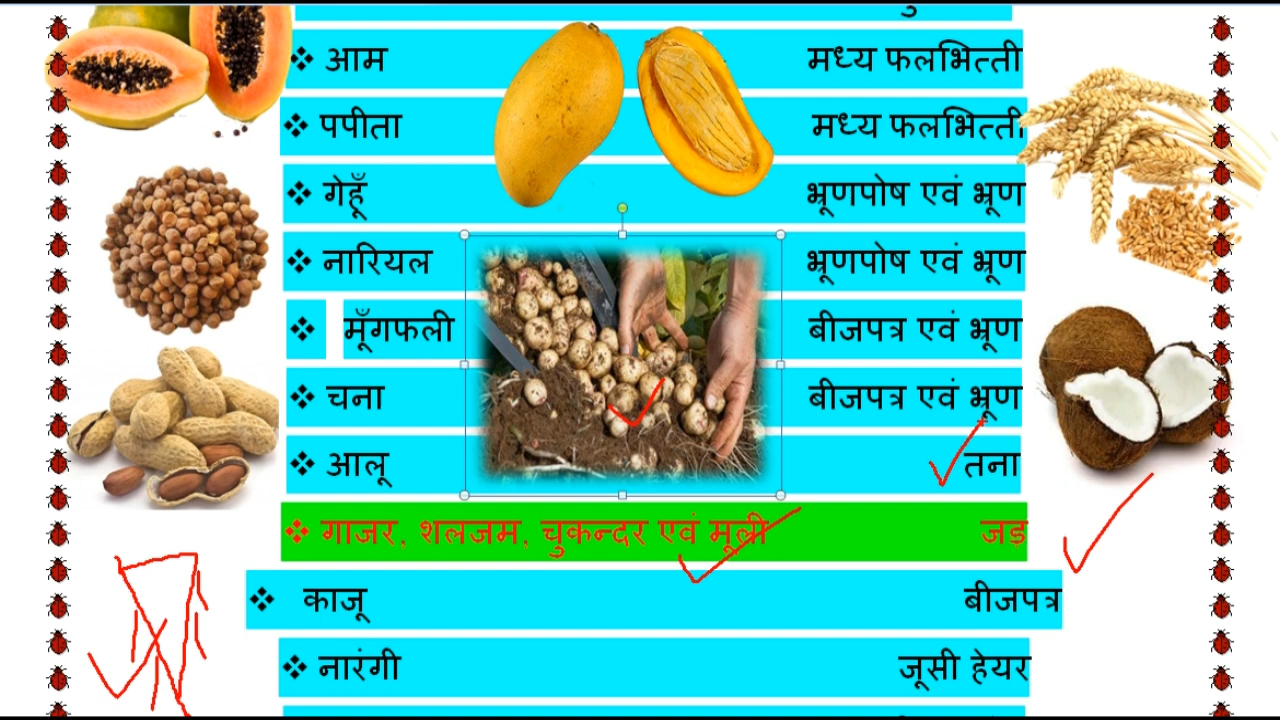 ❖ आम मध्य फलभित्ती
❖ पपीता मध्य फलभित्ती
❖ गेहूँ भ्रूणपोष एवं भ्रूण
❖ नारियल भ्रूणपोष एवं भ्रूण
❖ मूँगफली बीजपत्र एवं भ्रूण
❖ चना बीजपत्र एवं भ्रूण
❖ आलू तना
❖ गाजर, शलजम, चुकन्दर एवं मूली जड़
❖ काजू बीजपत्र
❖ नारंगी जूसी हेयर